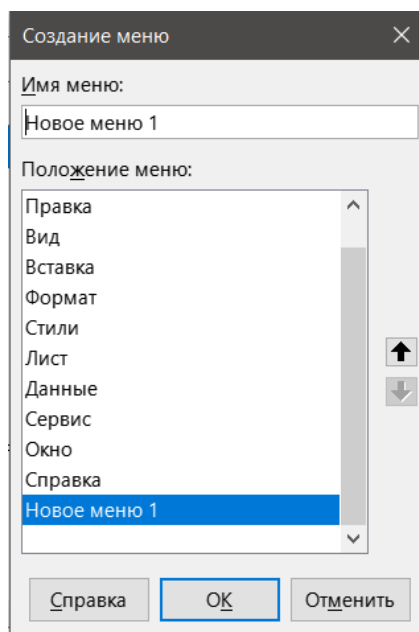 Создание меню
Имя меню:
Новое меню 1
Положение меню:
Правка
Вид
Вставка
Формат
Стили
Лист
Данные
Сервис
Окно
Справка
Новое меню 1
Справка ОК Отменить